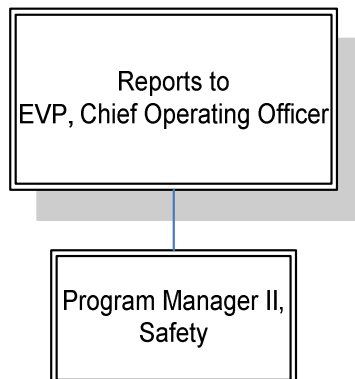 Reports to
EVP, Chief Operating Officer
Program Manager II,
Safety